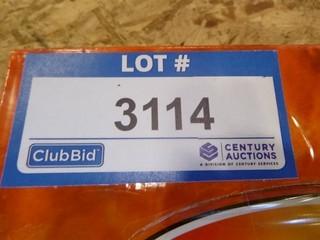 LOT #
3114
ClubBid
CENTURY
AUCTIONS
A DIVISION OF CENTURY SERVICES